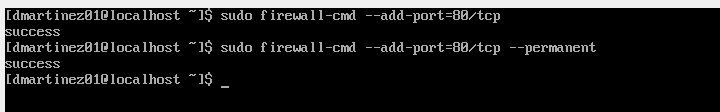 [dmartinez01@localhost ~]$ sudo firewall-cmd --add-port=80/tcp
success
[dmartinez01@localhost ~]$ sudo firewall-cmd --add-port=80/tcp --permanent
success
[dmartinez01@localhost ~]$ _